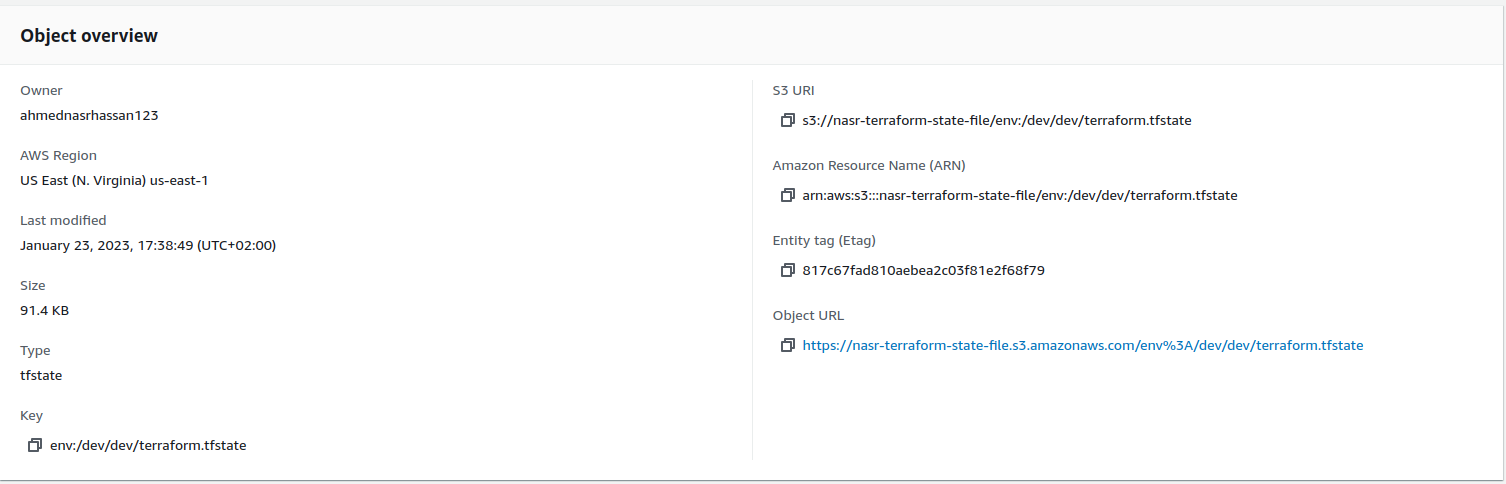 Object overview
Owner
ahmednasrhassan123
AWS Region
US East (N. Virginia) us-east-1
Last modified
January 23, 2023, 17:38:49 (UTC+02:00)
Size
91.4 KB
Type
tfstate
Key
env:/dev/dev/terraform.tfstate
S3 URI
s3://nasr-terraform-state-file/env:/dev/dev/terraform.tfstate
Amazon Resource Name (ARN)
arn:aws:s3:::nasr-terraform-state-file/env:/dev/dev/terraform.tfstate
Entity tag (Etag)
817c67fad810aebea2c03f81e2f68f79
Object URL
https://nasr-terraform-state-file.s3.amazonaws.com/env%3A/dev/dev/terraform.tfstate